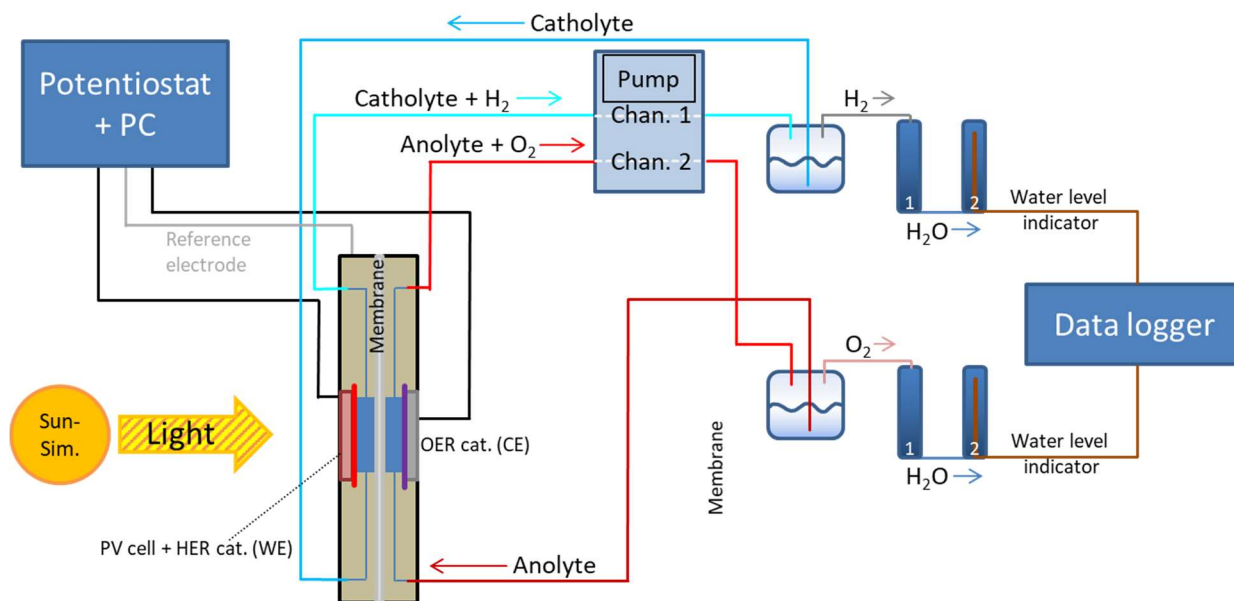 Catholyte
Potentiostat
+ PC
Pump
Catholyte + H₂
Chan. 1
H₂
Anolyte + O₂
Chan. 2
1
2
Water level
indicator
H₂O
Reference
electrode
Membrane
Data logger
O₂
Sun-
Sim.
Light
OER cat. (CE)
Membrane
1
2
Water level
indicator
H₂O
PV cell + HER cat. (WE)
Anolyte